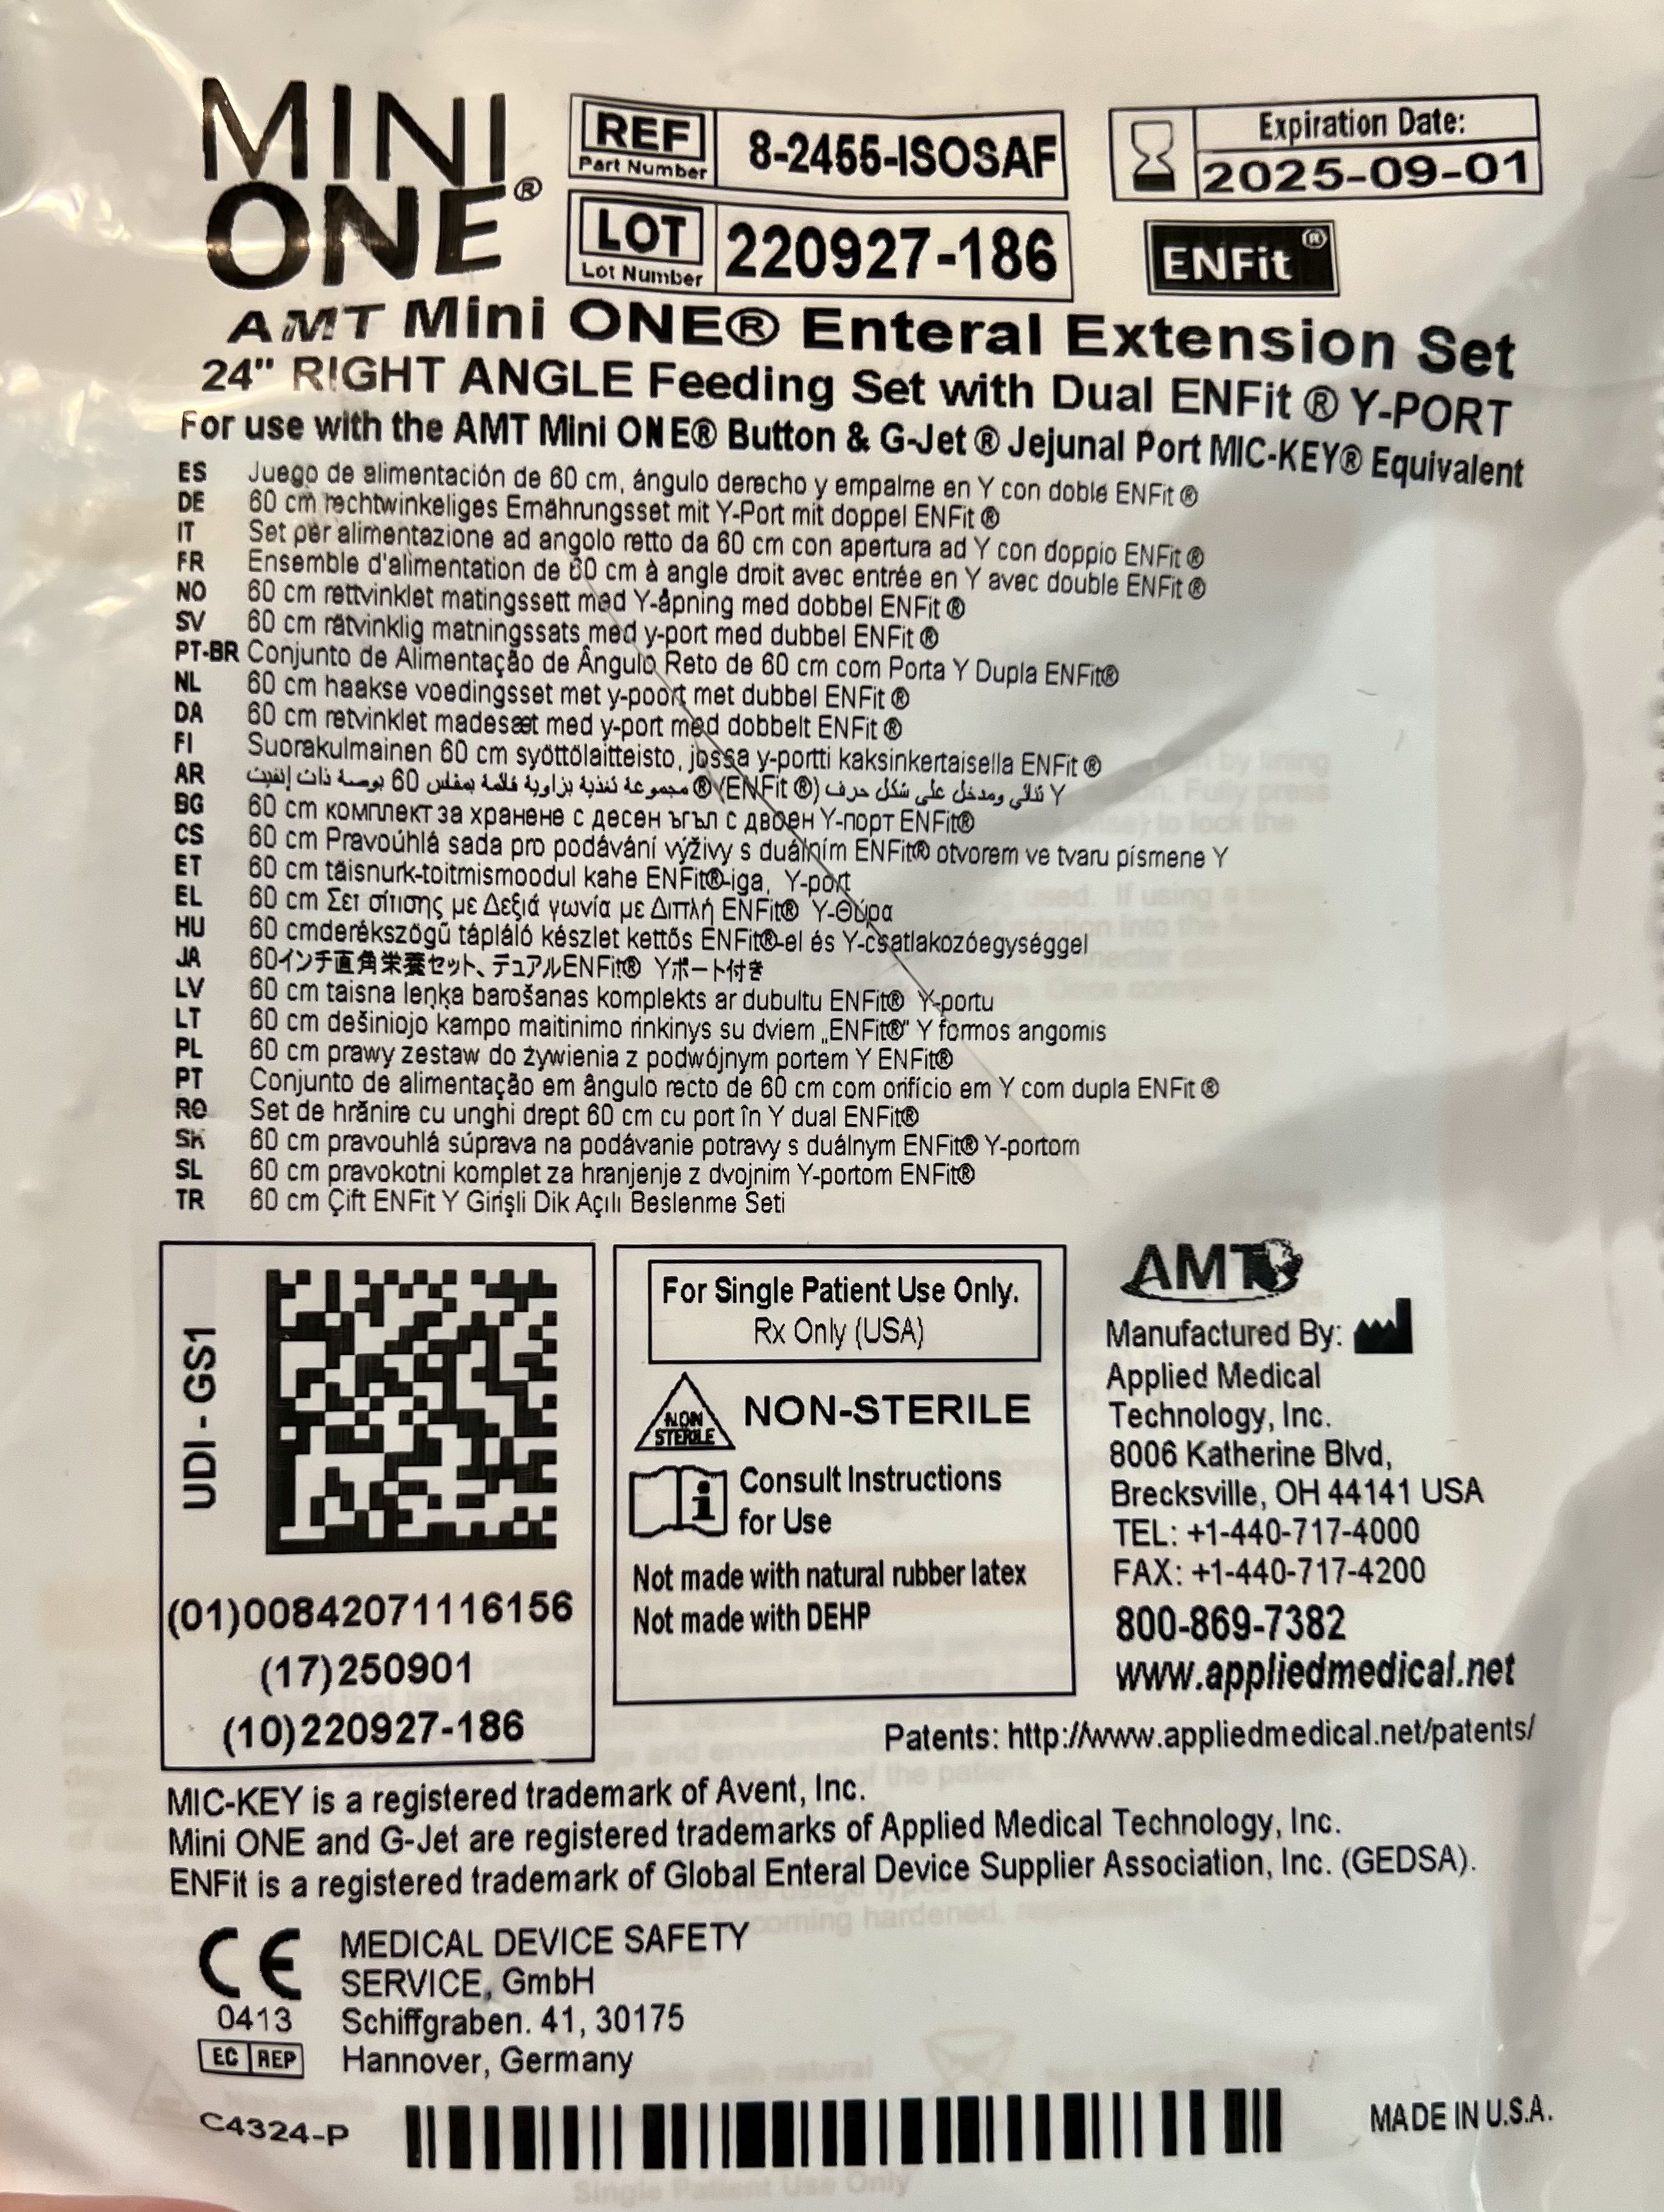 MINI
ONE®
REF
Part Number
8-2455-ISOSAF
LOT
Lot Number
220927-186
Expiration Date:
2025-09-01
ENFit®
AMT Mini ONE® Enteral Extension Set
24" RIGHT ANGLE Feeding Set with Dual ENFit ® Y-PORT
For use with the AMT Mini ONE® Button & G-Jet ® Jejunal Port MIC-KEY® Equivalent
ES Juego de alimentación de 60 cm, ángulo derecho y empalme en Y con doble ENFit ®
DE 60 cm rechtwinkeliges Ernährungsset mit Y-Port mit doppel ENFit ®
IT Set per alimentazione ad angolo retto da 60 cm con apertura ad Y con doppio ENFit ®
FR Ensemble d'alimentation de 60 cm à angle droit avec entrée en Y avec double ENFit ®
NO 60 cm rettvinklet matingssett med Y-åpning med dobbel ENFit ®
SV 60 cm rätvinklig matningssats med y-port med dubbel ENFit ®
PT-BR Conjunto de Alimentação de Ângulo Reto de 60 cm com Porta Y Dupla ENFit®
NL 60 cm haakse voedingsset met y-poort met dubbel ENFit ®
DA 60 cm retvinklet madesæt med y-port med dobbelt ENFit ®
FI Suorakulmainen 60 cm syöttölaitteisto, jossa y-portti kaksinkertaisella ENFit ®
AR مجموعة تغذية بزاوية قائمة بمقاس 60 بوصة ذات إنفيت ®(ENFit ®) ثنائي ومدخل على شكل حرف Y
BG 60 cm комплект за хранене с десен ъгъл с двоен Y-порт ENFit®
CS 60 cm Pravoúhlá sada pro podávání výživy s duálním ENFit® otvorem ve tvaru písmene Y
ET 60 cm täisnurk-toitmismoodul kahe ENFit®-iga, Y-port
EL 60 cm Σετ σίτισης με Δεξιά γωνία με Διπλή ENFit® Y-Θύρα
HU 60 cmderékszögű tápláló készlet kettős ENFit®-el és Y-csatlakozóegységgel
JA 60インチ直角栄養セット、デュアルENFit® Yポート付き
LV 60 cm taisna leņķa barošanas komplekts ar dubultu ENFit® Y-portu
LT 60 cm dešiniojo kampo maitinimo rinkinys su dviem „ENFit®" Y formos angomis
PL 60 cm prawy zestaw do żywienia z podwójnym portem Y ENFit®
PT Conjunto de alimentação em ângulo recto de 60 cm com orifício em Y com dupla ENFit ®
RO Set de hrănire cu unghi drept 60 cm cu port în Y dual ENFit®
SK 60 cm pravouhlá súprava na podávanie potravy s duálnym ENFit® Y-portom
SL 60 cm pravokotni komplet za hranjenje z dvojnim Y-portom ENFit®
TR 60 cm Çift ENFit Y Girişli Dik Açılı Beslenme Seti
UDI - GS1
(01)00842071116156
(17)250901
(10)220927-186
For Single Patient Use Only.
Rx Only (USA)
NON
STERILE
NON-STERILE
Consult Instructions
for Use
Not made with natural rubber latex
Not made with DEHP
AMT
Manufactured By:
Applied Medical
Technology, Inc.
8006 Katherine Blvd,
Brecksville, OH 44141 USA
TEL: +1-440-717-4000
FAX: +1-440-717-4200
800-869-7382
www.appliedmedical.net
Patents: http://www.appliedmedical.net/patents/
MIC-KEY is a registered trademark of Avent, Inc.
Mini ONE and G-Jet are registered trademarks of Applied Medical Technology, Inc.
ENFit is a registered trademark of Global Enteral Device Supplier Association, Inc. (GEDSA).
CE
0413
EC REP
MEDICAL DEVICE SAFETY
SERVICE, GmbH
Schiffgraben. 41, 30175
Hannover, Germany
C4324-P
MADE IN U.S.A.
Single Patient Use Only